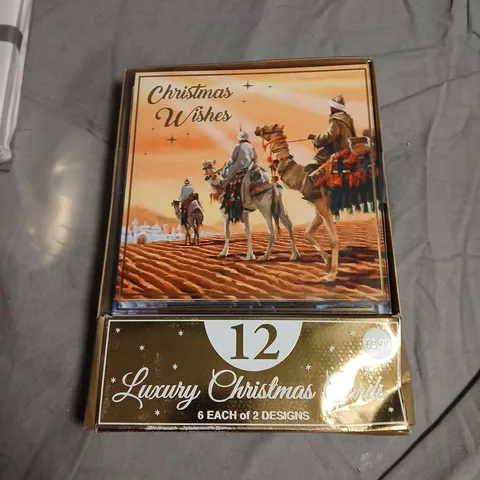 Christmas
Wishes
12
Luxury Christmas Cards
6 EACH of 2 DESIGNS